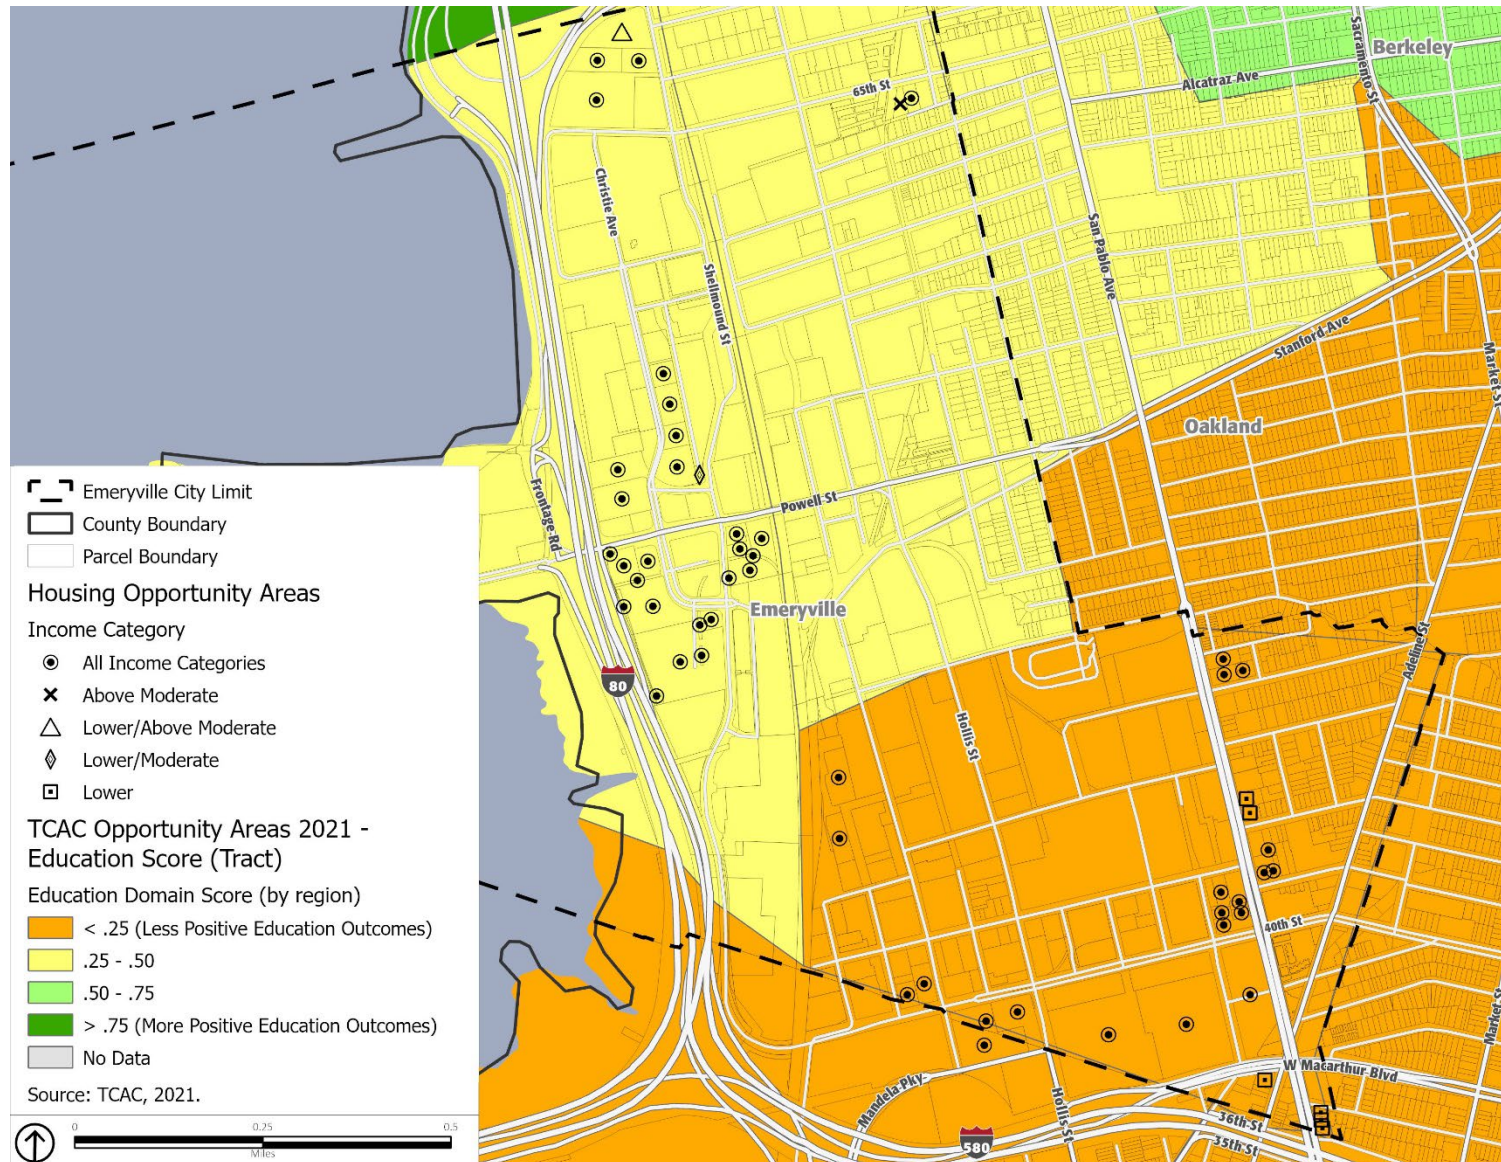 Berkeley
Sacramento St
Alcatraz Ave
65th St
Christie Ave
Shellmound St
San Pablo Ave
Stanford Ave
Market St
Oakland
Frontage Rd
Powell St
Emeryville
80
Adeline St
Hollis St
40th St
W Macarthur Blvd
Mandela Pky
Hollis St
36th St
35th St
580
Market St
Emeryville City Limit
County Boundary
Parcel Boundary
Housing Opportunity Areas
Income Category
All Income Categories
Above Moderate
Lower/Above Moderate
Lower/Moderate
Lower
TCAC Opportunity Areas 2021 -
Education Score (Tract)
Education Domain Score (by region)
< .25 (Less Positive Education Outcomes)
.25 - .50
.50 - .75
> .75 (More Positive Education Outcomes)
No Data
Source: TCAC, 2021.
0 0.25 0.5
Miles